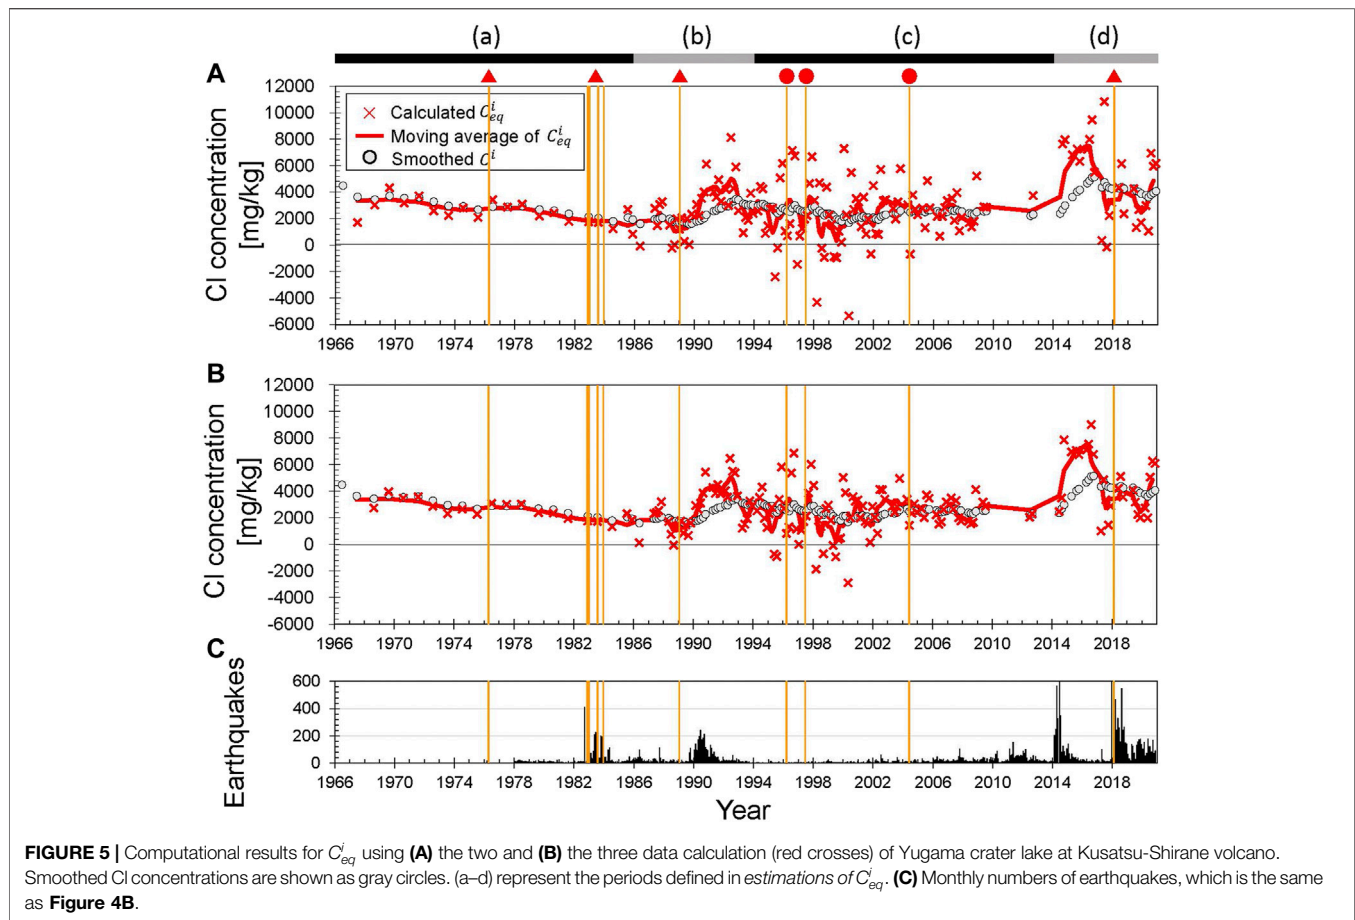 (a) (b) (c) (d)
A
12000
10000
8000
6000
4000
2000
0
-2000
-4000
-6000
Cl concentration
[mg/kg]
Calculated C^i_eq
Moving average of C^i_eq
Smoothed C^i
1966 1970 1974 1978 1982 1986 1990 1994 1998 2002 2006 2010 2014 2018
B
12000
10000
8000
6000
4000
2000
0
-2000
-4000
-6000
Cl concentration
[mg/kg]
1966 1970 1974 1978 1982 1986 1990 1994 1998 2002 2006 2010 2014 2018
C
600
400
200
0
Earthquakes
1966 1970 1974 1978 1982 1986 1990 1994 1998 2002 2006 2010 2014 2018
Year
FIGURE 5 | Computational results for C^i_eq using (A) the two and (B) the three data calculation (red crosses) of Yugama crater lake at Kusatsu-Shirane volcano.
Smoothed Cl concentrations are shown as gray circles. (a–d) represent the periods defined in estimations of C^i_eq. (C) Monthly numbers of earthquakes, which is the same
as Figure 4B.